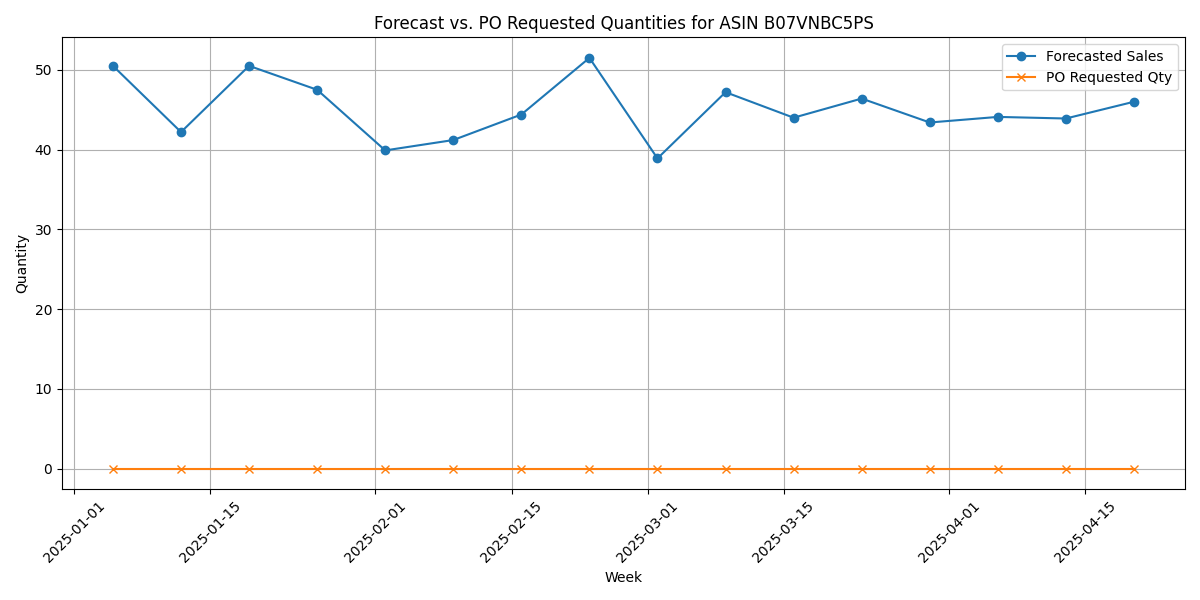 Forecast vs. PO Requested Quantities for ASIN B07VNBC5PS
Forecasted Sales
PO Requested Qty
Quantity
50
40
30
20
10
0
2025-01-01
2025-01-15
2025-02-01
2025-02-15
2025-03-01
2025-03-15
2025-04-01
2025-04-15
Week